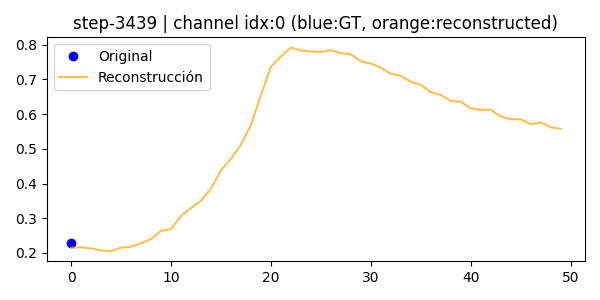 step-3439 | channel idx:0 (blue:GT, orange:reconstructed)
Original
Reconstrucción
0.8
0.7
0.6
0.5
0.4
0.3
0.2
0 10 20 30 40 50